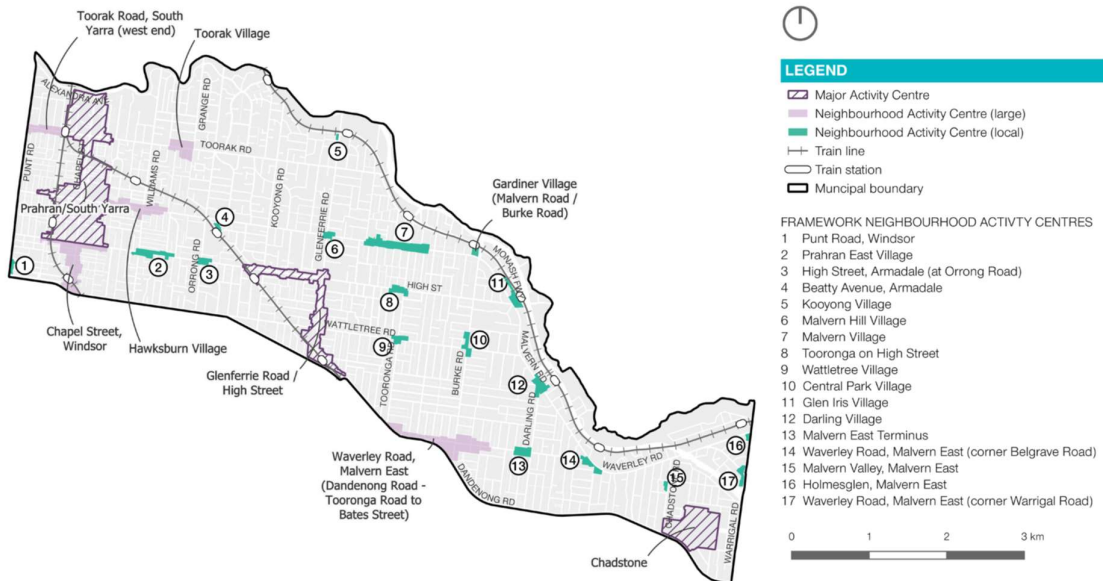 Toorak Road, South
Yarra (west end)
Toorak Village
ALEXANDRA AVE
GRANGE RD
TOORAK RD
PUNT RD
CHAPEL ST
WILLIAMS RD
Prahran/South Yarra
KOOYONG RD
GLENFERRIE RD
ORRONG RD
Gardiner Village
(Malvern Road /
Burke Road)
MONASH FWY
HIGH ST
WATTLETREE RD
TOORONGA RD
BURKE RD
MALVERN RD
DARLING RD
WAVERLEY RD
DANDENONG RD
CHADSTONE RD
WARRIGAL RD
Chapel Street,
Windsor
Hawksburn Village
Glenferrie Road /
High Street
Waverley Road,
Malvern East
(Dandenong Road -
Tooronga Road to
Bates Street)
Chadstone
1
2
3
4
5
6
7
8
9
10
11
12
13
14
15
16
17
LEGEND
Major Activity Centre
Neighbourhood Activity Centre (large)
Neighbourhood Activity Centre (local)
Train line
Train station
Muncipal boundary
FRAMEWORK NEIGHBOURHOOD ACTIVTY CENTRES
1 Punt Road, Windsor
2 Prahran East Village
3 High Street, Armadale (at Orrong Road)
4 Beatty Avenue, Armadale
5 Kooyong Village
6 Malvern Hill Village
7 Malvern Village
8 Tooronga on High Street
9 Wattletree Village
10 Central Park Village
11 Glen Iris Village
12 Darling Village
13 Malvern East Terminus
14 Waverley Road, Malvern East (corner Belgrave Road)
15 Malvern Valley, Malvern East
16 Holmesglen, Malvern East
17 Waverley Road, Malvern East (corner Warrigal Road)
0 1 2 3 km